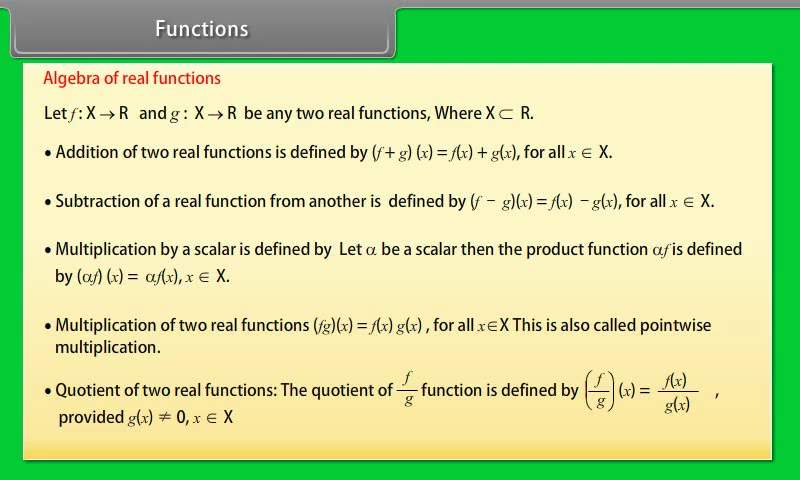 Functions
Algebra of real functions
Let f : X → R and g : X → R be any two real functions, Where X ⊂ R.
• Addition of two real functions is defined by (f + g) (x) = f(x) + g(x), for all x ∈ X.
• Subtraction of a real function from another is defined by (f − g)(x) = f(x) − g(x), for all x ∈ X.
• Multiplication by a scalar is defined by Let α be a scalar then the product function αf is defined
by (αf) (x) = αf(x), x ∈ X.
• Multiplication of two real functions (fg)(x) = f(x) g(x) , for all x∈X This is also called pointwise
multiplication.
• Quotient of two real functions: The quotient of f/g function is defined by (f/g) (x) = f(x)/g(x) ,
provided g(x) ≠ 0, x ∈ X